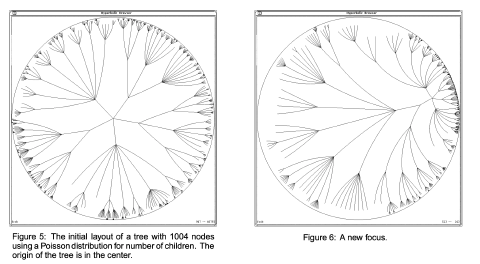 Hyperbolic Browser
Hyperbolic Browser
Figure 5: The initial layout of a tree with 1004 nodes
using a Poisson distribution for number of children. The
origin of the tree is in the center.
Figure 6: A new focus.